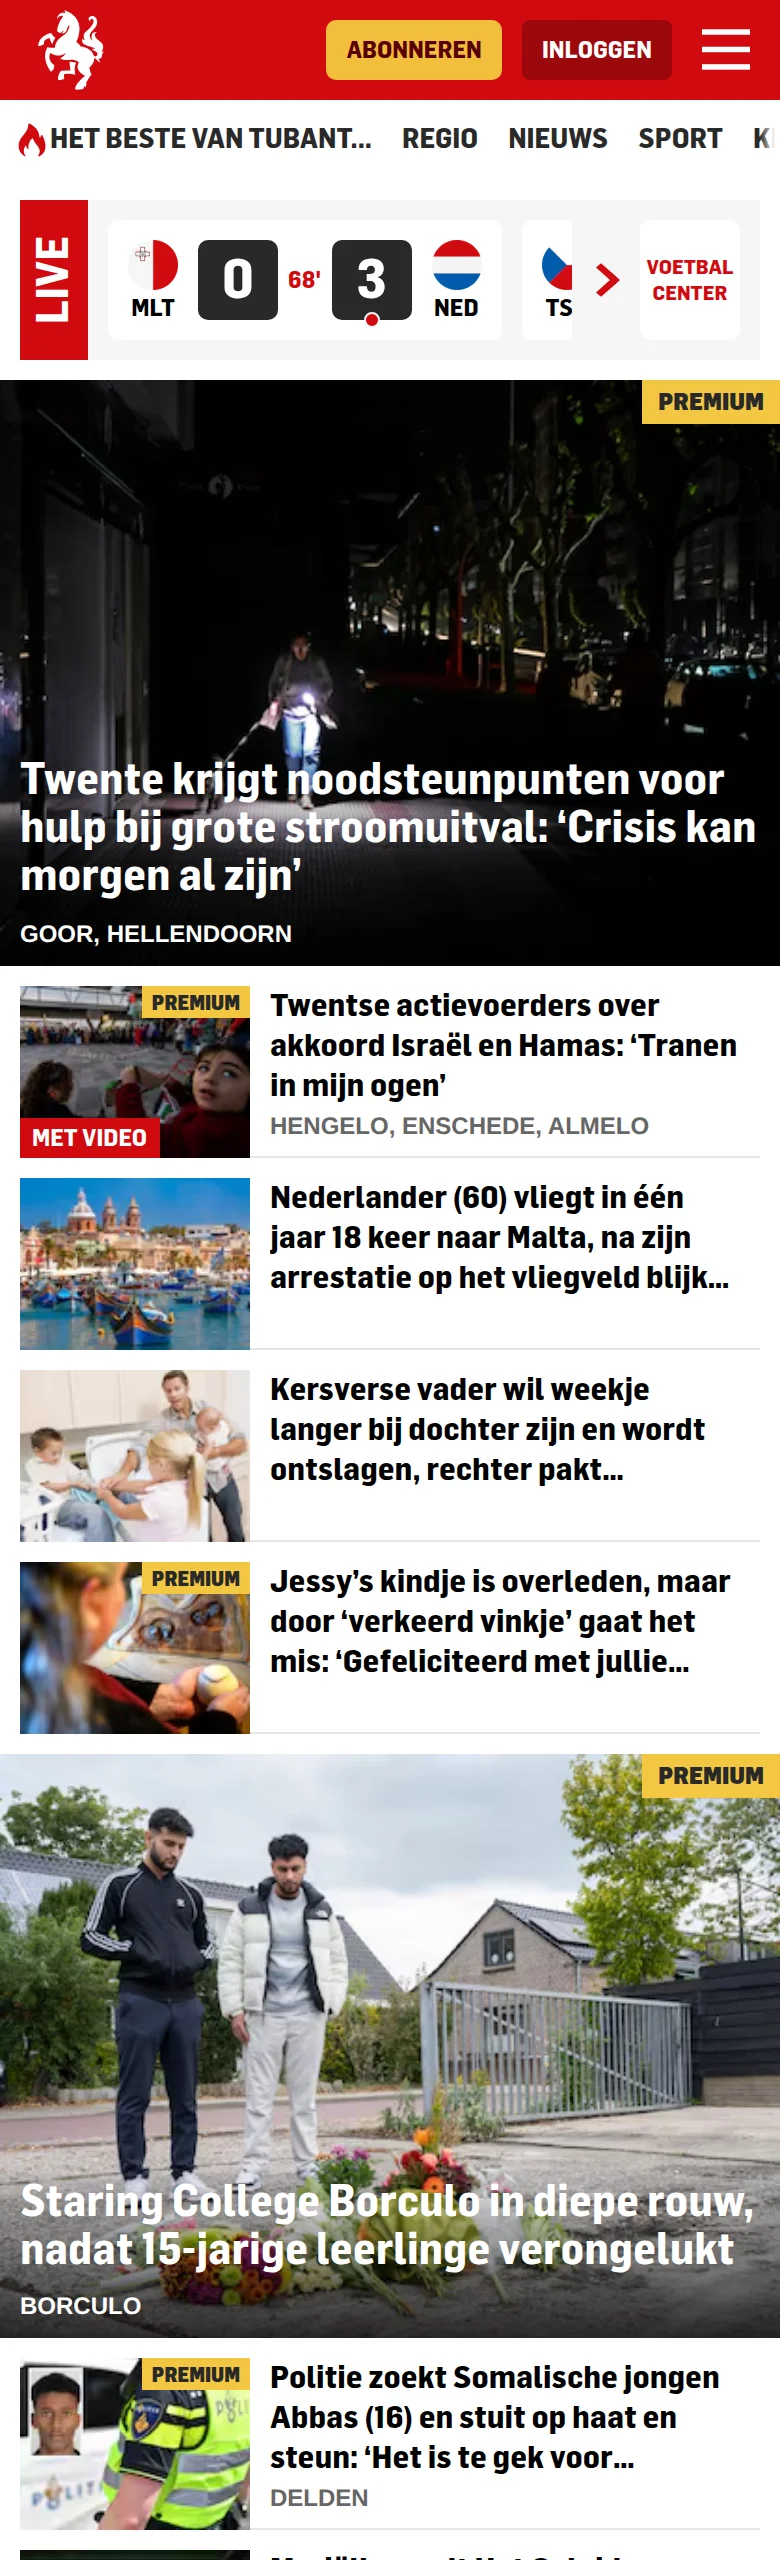 ABONNEREN
INLOGGEN
HET BESTE VAN TUBANT...
REGIO
NIEUWS
SPORT
LIVE
MLT
0
68'
3
NED
TS
VOETBAL
CENTER
PREMIUM
Twente krijgt noodsteunpunten voor
hulp bij grote stroomuitval: ‘Crisis kan
morgen al zijn’
GOOR, HELLENDOORN
PREMIUM
MET VIDEO
Twentse actievoerders over
akkoord Israël en Hamas: ‘Tranen
in mijn ogen’
HENGELO, ENSCHEDE, ALMELO
Nederlander (60) vliegt in één
jaar 18 keer naar Malta, na zijn
arrestatie op het vliegveld blijk...
Kersverse vader wil weekje
langer bij dochter zijn en wordt
ontslagen, rechter pakt...
PREMIUM
Jessy’s kindje is overleden, maar
door ‘verkeerd vinkje’ gaat het
mis: ‘Gefeliciteerd met jullie...
PREMIUM
Staring College Borculo in diepe rouw,
nadat 15-jarige leerlinge verongelukt
BORCULO
PREMIUM
Politie zoekt Somalische jongen
Abbas (16) en stuit op haat en
steun: ‘Het is te gek voor...
DELDEN